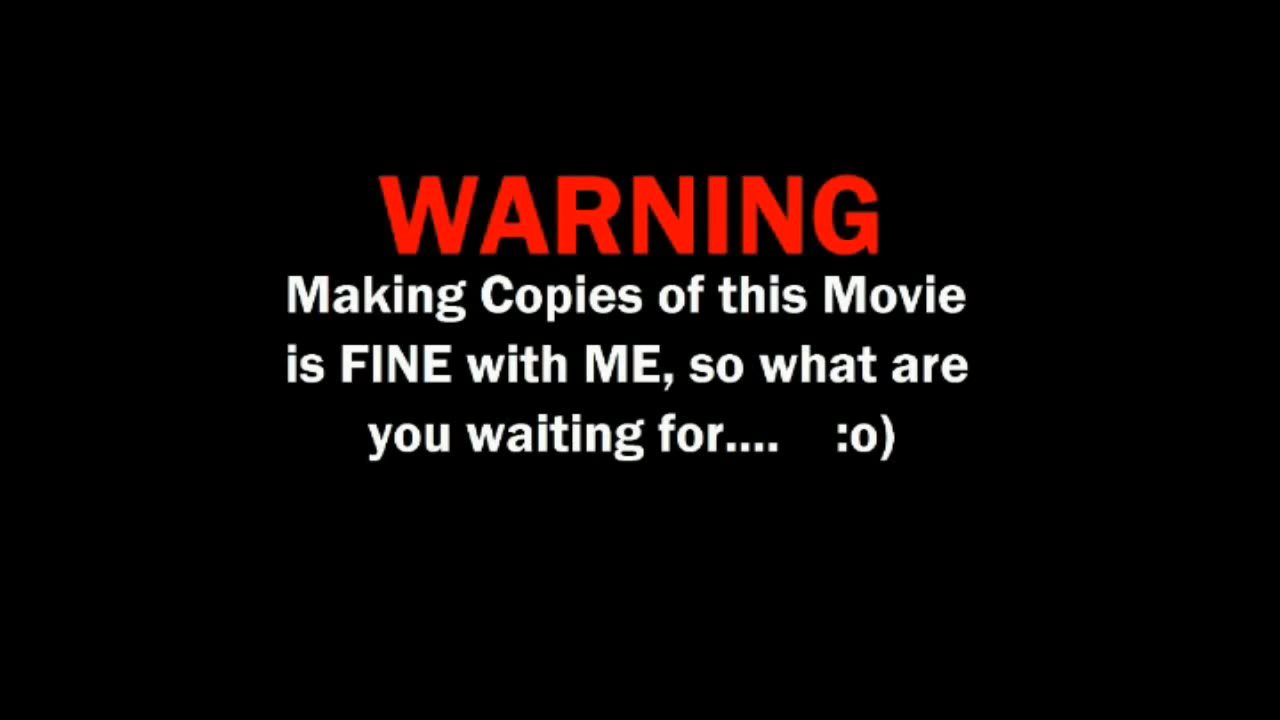 WARNING
Making Copies of this Movie
is FINE with ME, so what are
you waiting for.... :o)